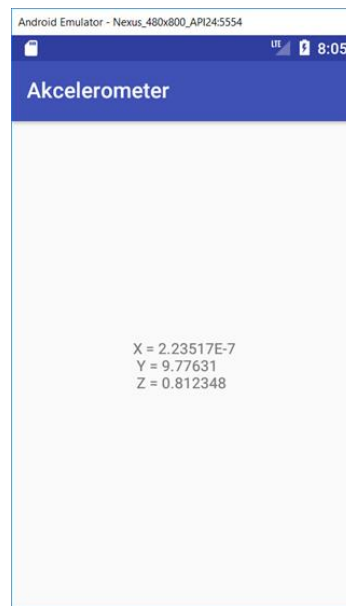 Android Emulator - Nexus_480x800_API24:5554
LTE 8:05
Akcelerometer
X = 2.23517E-7
Y = 9.77631
Z = 0.812348